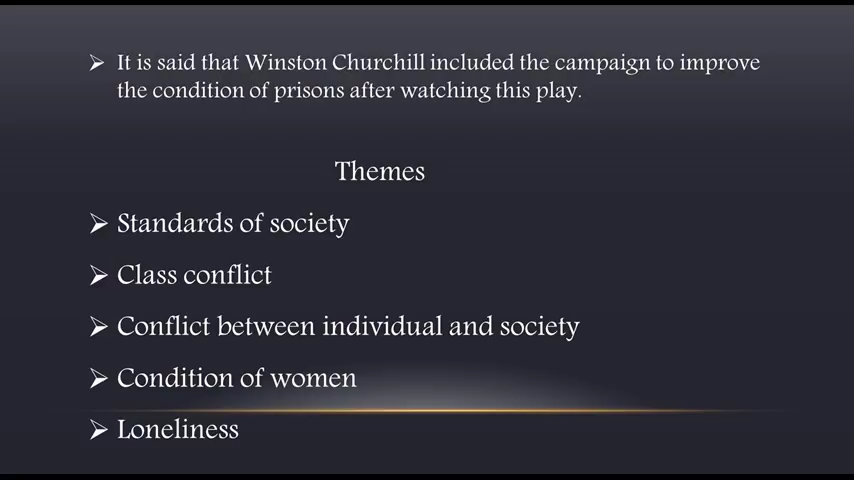 ➢ It is said that Winston Churchill included the campaign to improve
the condition of prisons after watching this play.
Themes
➢ Standards of society
➢ Class conflict
➢ Conflict between individual and society
➢ Condition of women
➢ Loneliness